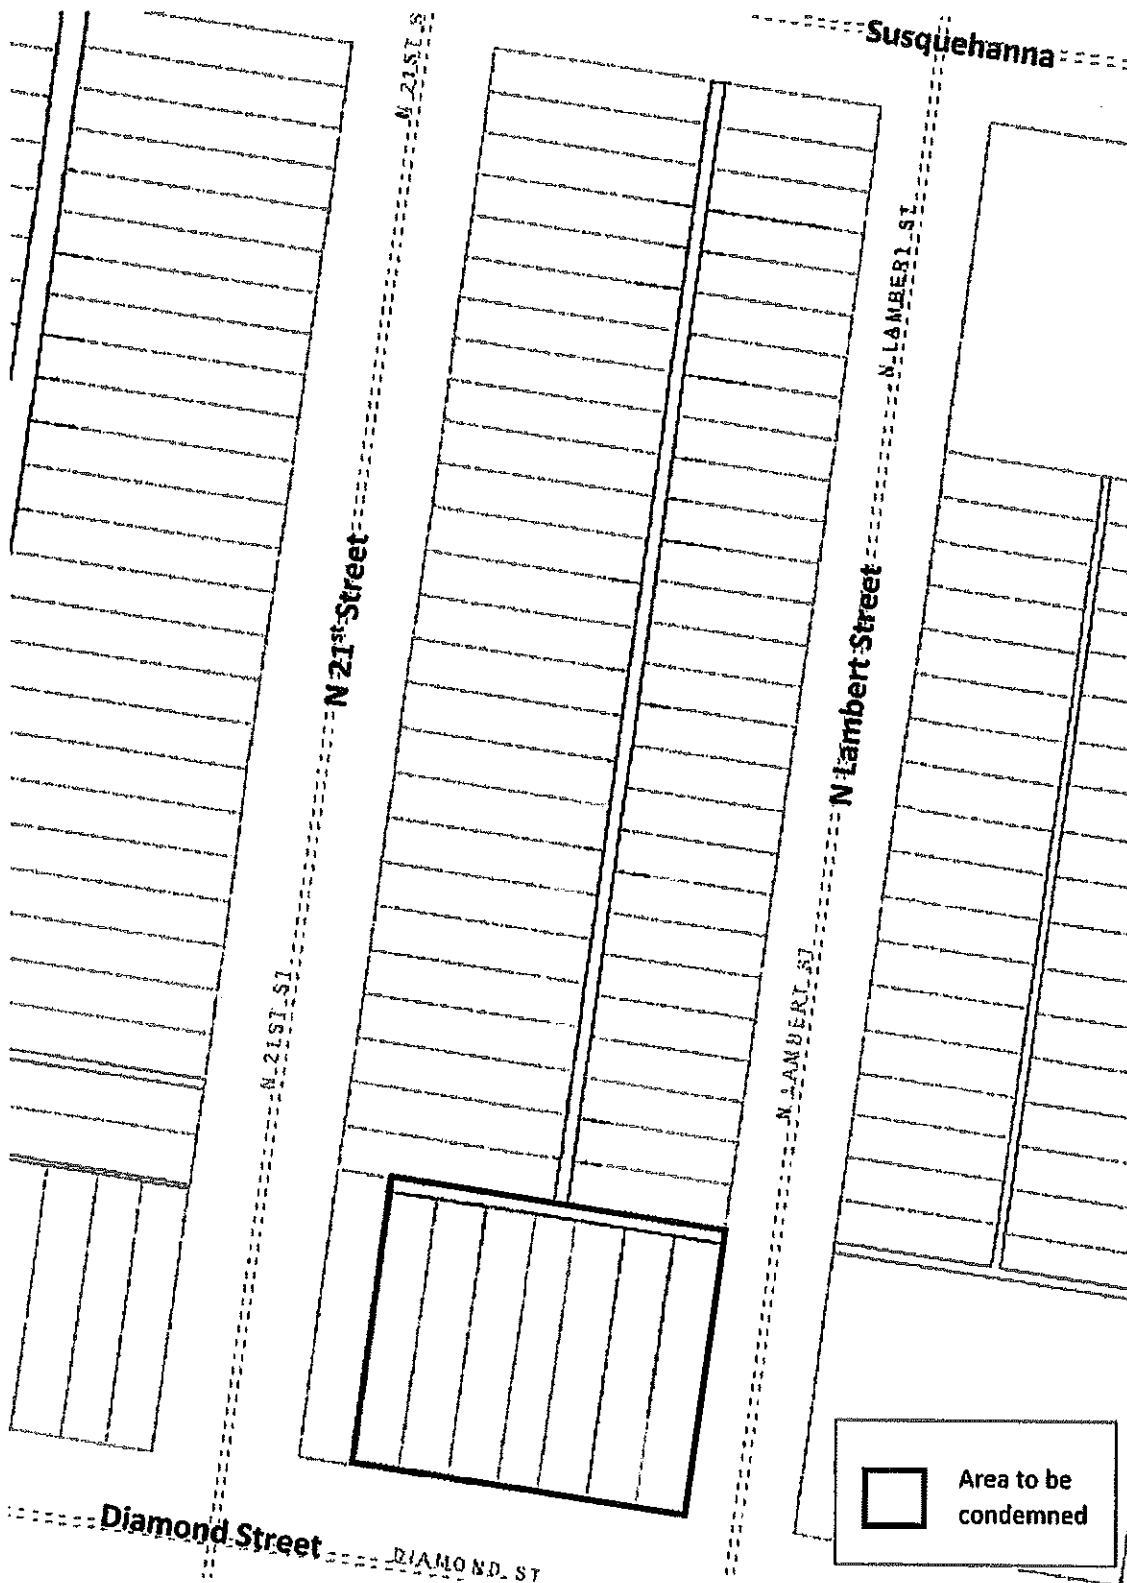 Susquehanna
N 21ST S
N LAMBERT ST
N 21st Street
N Lambert Street
N 21ST ST
N LAMBERT ST
Area to be
condemned
Diamond Street
DIAMOND ST